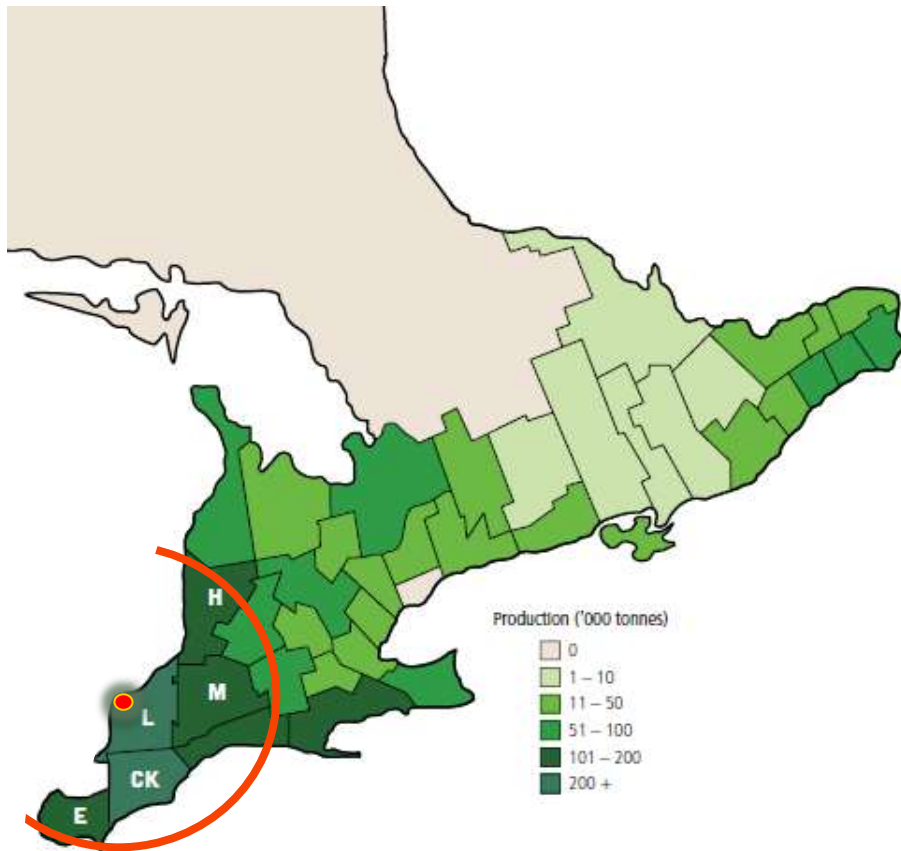 H
M
L
CK
E
Production ('000 tonnes)
0
1 – 10
11 – 50
51 – 100
101 – 200
200 +